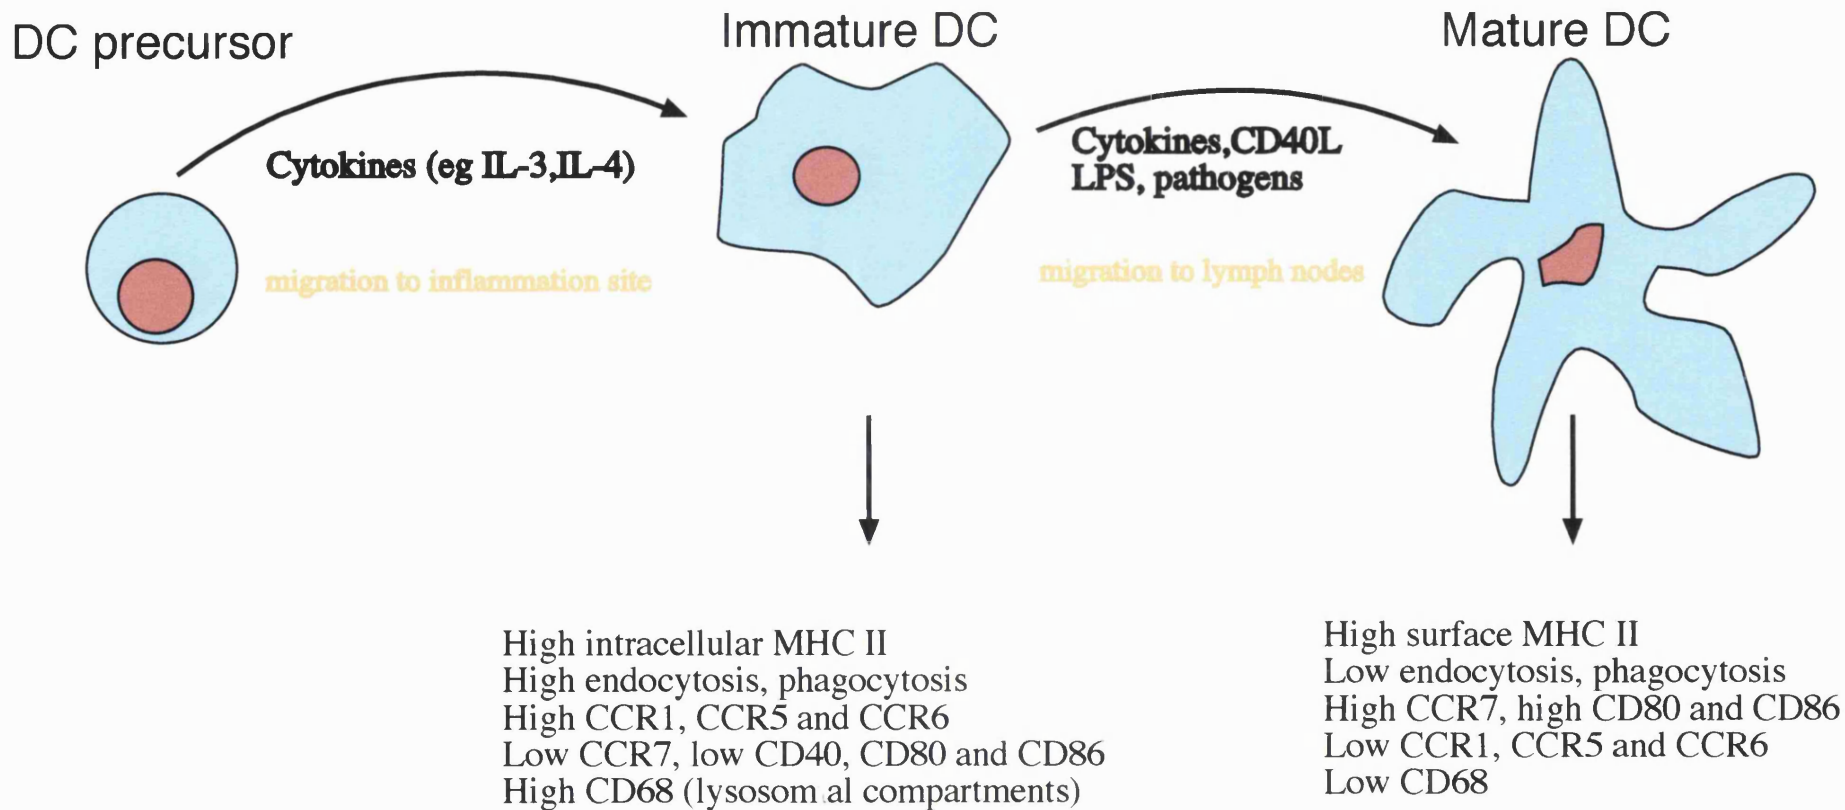 DC precursor
Immature DC
Mature DC
Cytokines (eg IL-3,IL-4)
migration to inflammation site
Cytokines,CD40L
LPS, pathogens
migration to lymph nodes
High intracellular MHC II
High endocytosis, phagocytosis
High CCR1, CCR5 and CCR6
Low CCR7, low CD40, CD80 and CD86
High CD68 (lysosomal compartments)
High surface MHC II
Low endocytosis, phagocytosis
High CCR7, high CD80 and CD86
Low CCR1, CCR5 and CCR6
Low CD68